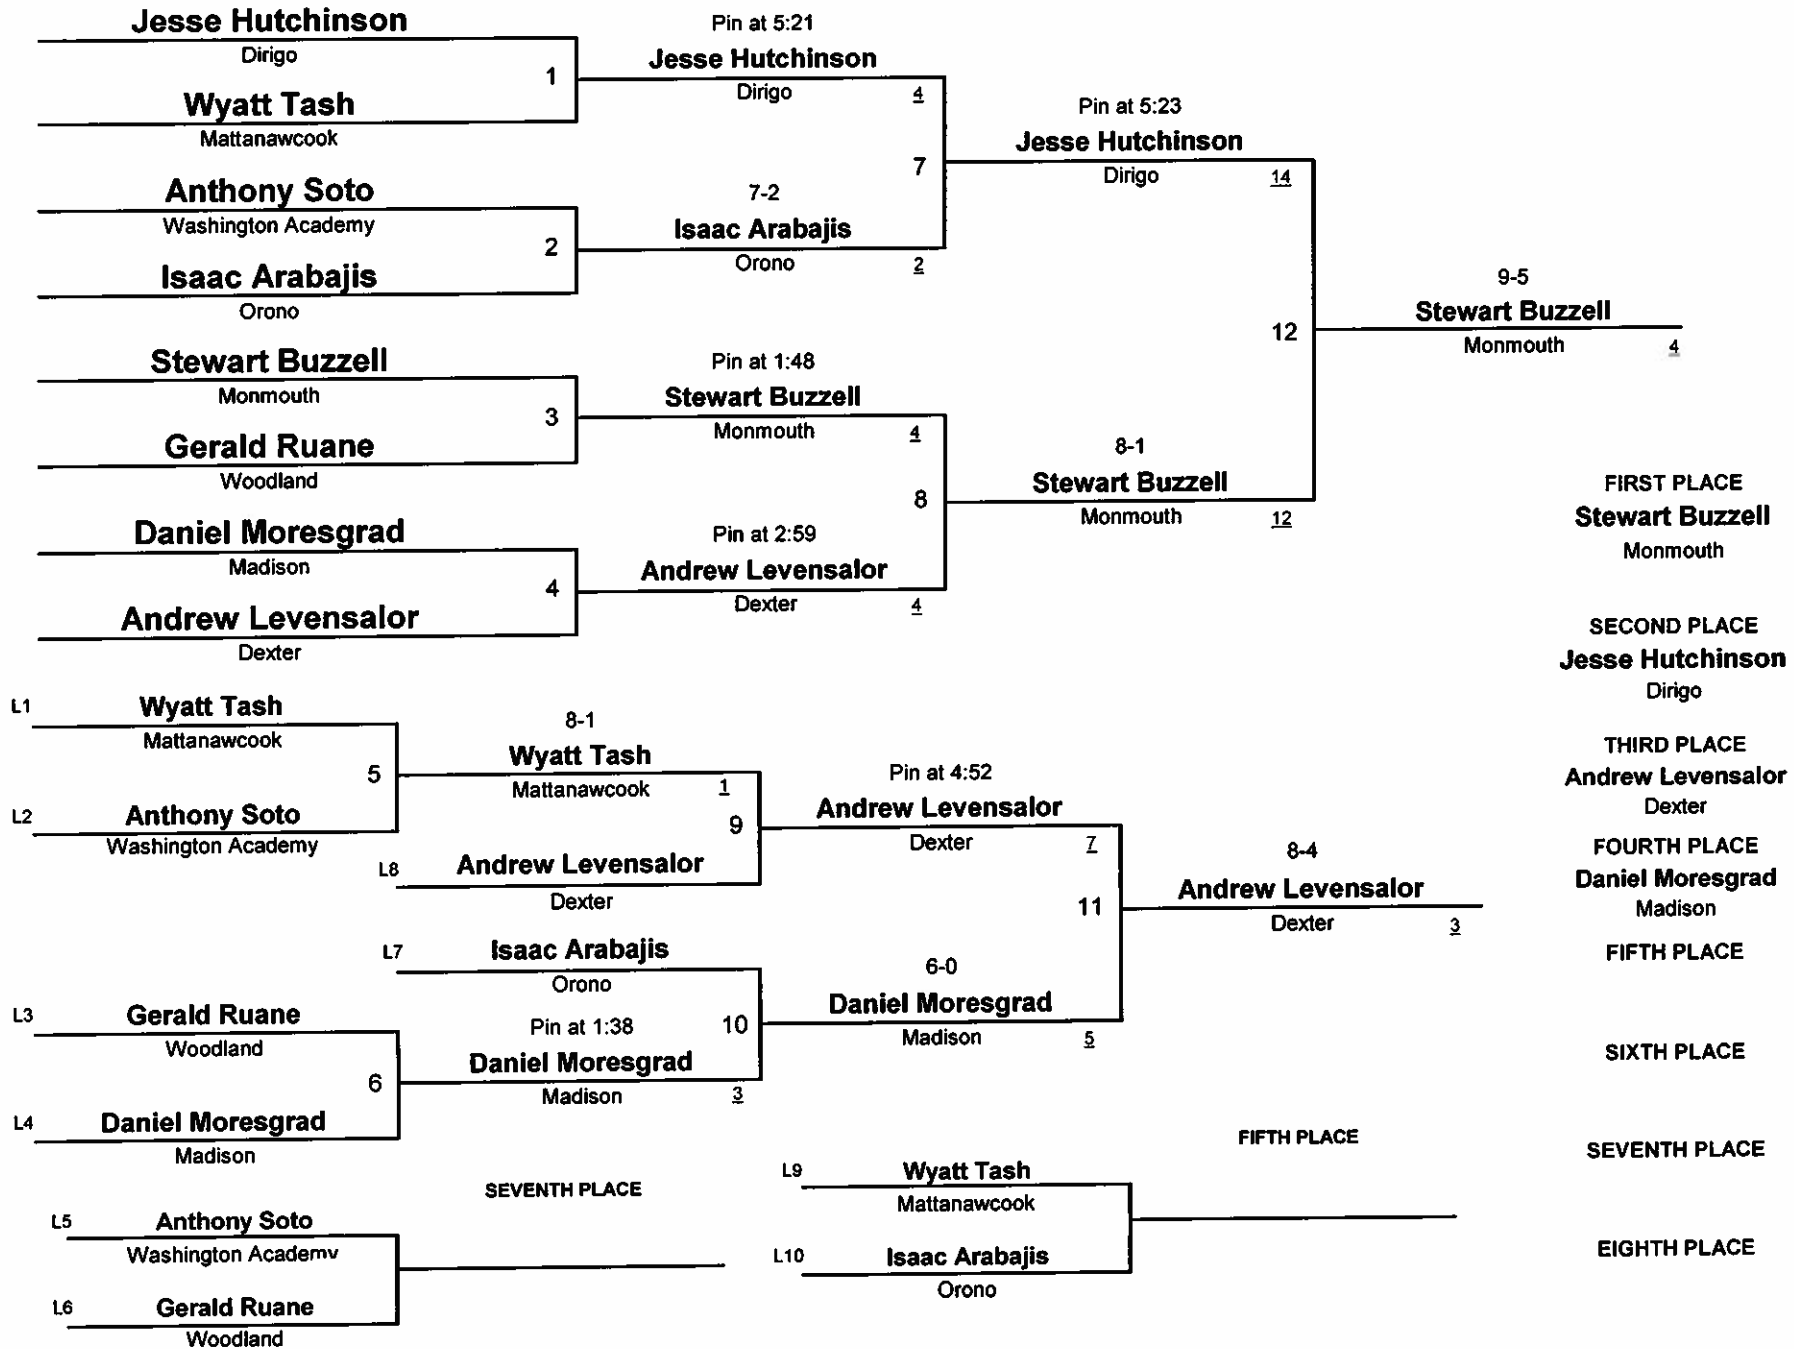 Jesse Hutchinson
Dirigo
1
Wyatt Tash
Mattanawcook
Pin at 5:21
Jesse Hutchinson
Dirigo
4
Anthony Soto
Washington Academy
2
Isaac Arabajis
Orono
7-2
Isaac Arabajis
Orono
2
7
Pin at 5:23
Jesse Hutchinson
Dirigo
14
Stewart Buzzell
Monmouth
3
Gerald Ruane
Woodland
Pin at 1:48
Stewart Buzzell
Monmouth
4
Daniel Moresgrad
Madison
4
Andrew Levensalor
Dexter
Pin at 2:59
Andrew Levensalor
Dexter
4
8
8-1
Stewart Buzzell
Monmouth
12
12
9-5
Stewart Buzzell
Monmouth
4
L1
Wyatt Tash
Mattanawcook
5
L2
Anthony Soto
Washington Academy
8-1
Wyatt Tash
Mattanawcook
1
9
L8
Andrew Levensalor
Dexter
Pin at 4:52
Andrew Levensalor
Dexter
7
L7
Isaac Arabajis
Orono
L3
Gerald Ruane
Woodland
6
L4
Daniel Moresgrad
Madison
Pin at 1:38
Daniel Moresgrad
Madison
3
10
6-0
Daniel Moresgrad
Madison
5
11
8-4
Andrew Levensalor
Dexter
3
SEVENTH PLACE
L5
Anthony Soto
Washington Academy
L6
Gerald Ruane
Woodland
FIFTH PLACE
L9
Wyatt Tash
Mattanawcook
L10
Isaac Arabajis
Orono
FIRST PLACE
Stewart Buzzell
Monmouth
SECOND PLACE
Jesse Hutchinson
Dirigo
THIRD PLACE
Andrew Levensalor
Dexter
FOURTH PLACE
Daniel Moresgrad
Madison
FIFTH PLACE
SIXTH PLACE
SEVENTH PLACE
EIGHTH PLACE